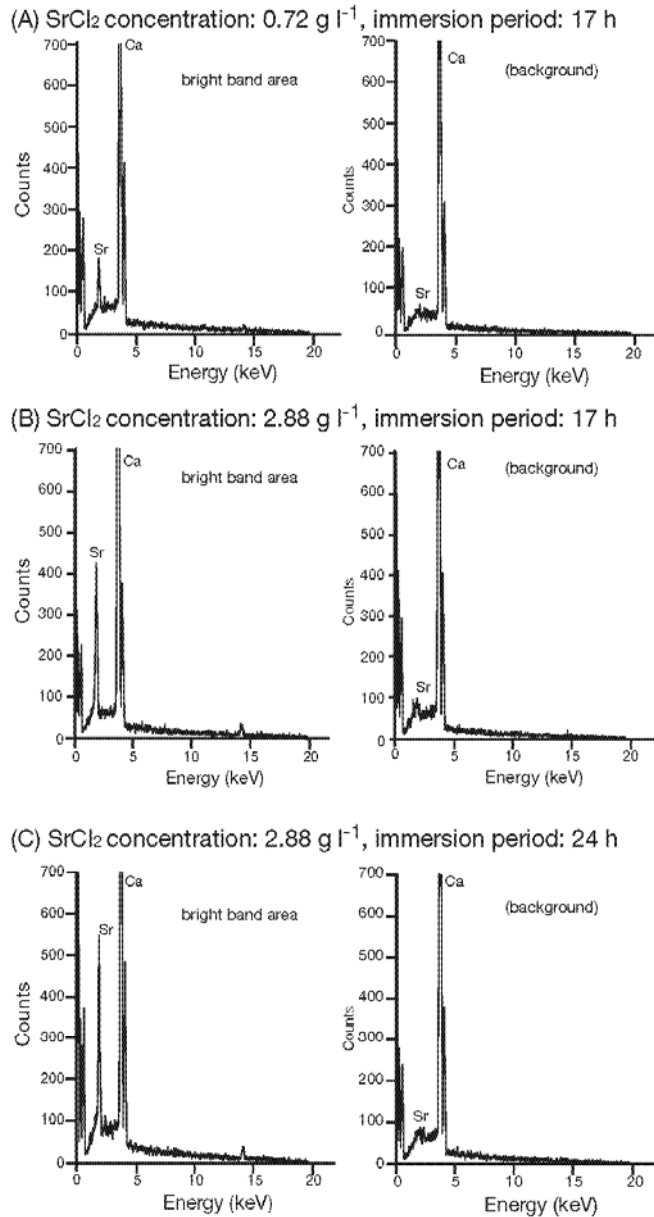 (A) SrCl₂ concentration: 0.72 g l⁻¹, immersion period: 17 h
700
600
500
400
300
200
100
0
Counts
Ca
bright band area
Sr
0 5 10 15 20
Energy (keV)
700
600
500
400
300
200
100
0
Counts
Ca
(background)
Sr
0 5 10 15 20
Energy (keV)
(B) SrCl₂ concentration: 2.88 g l⁻¹, immersion period: 17 h
700
600
500
400
300
200
100
0
Counts
Ca
bright band area
Sr
0 5 10 15 20
Energy (keV)
700
600
500
400
300
200
100
0
Counts
Ca
(background)
Sr
0 5 10 15 20
Energy (keV)
(C) SrCl₂ concentration: 2.88 g l⁻¹, immersion period: 24 h
700
600
500
400
300
200
100
0
Counts
Ca
bright band area
Sr
0 5 10 15 20
Energy (keV)
700
600
500
400
300
200
100
0
Counts
Ca
(background)
Sr
0 5 10 15 20
Energy (keV)